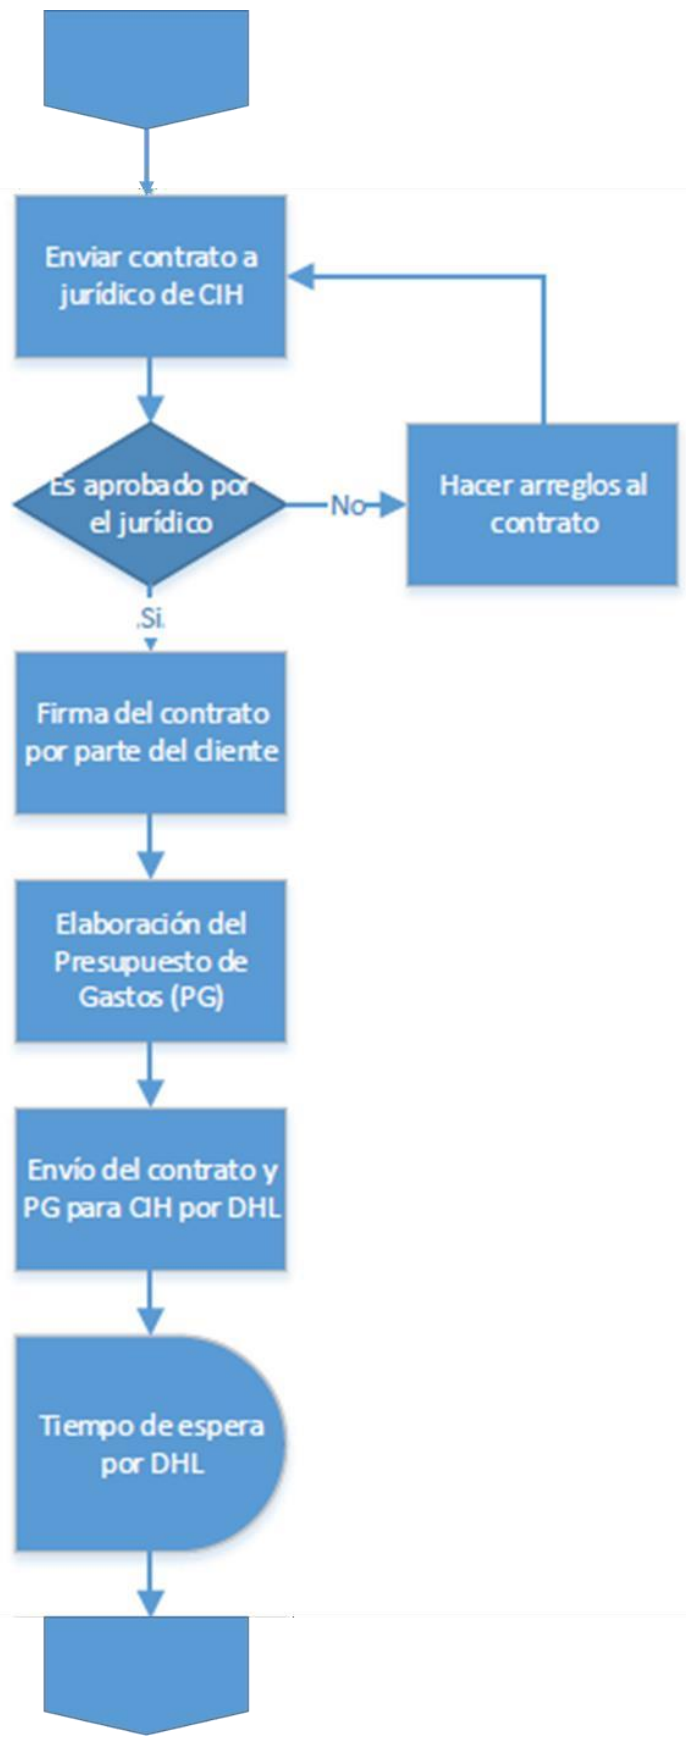 Enviar contrato a
jurídico de CIH
Es aprobado por
el jurídico
No
Hacer arreglos al
contrato
Si
Firma del contrato
por parte del cliente
Elaboración del
Presupuesto de
Gastos (PG)
Envío del contrato y
PG para CIH por DHL
Tiempo de espera
por DHL